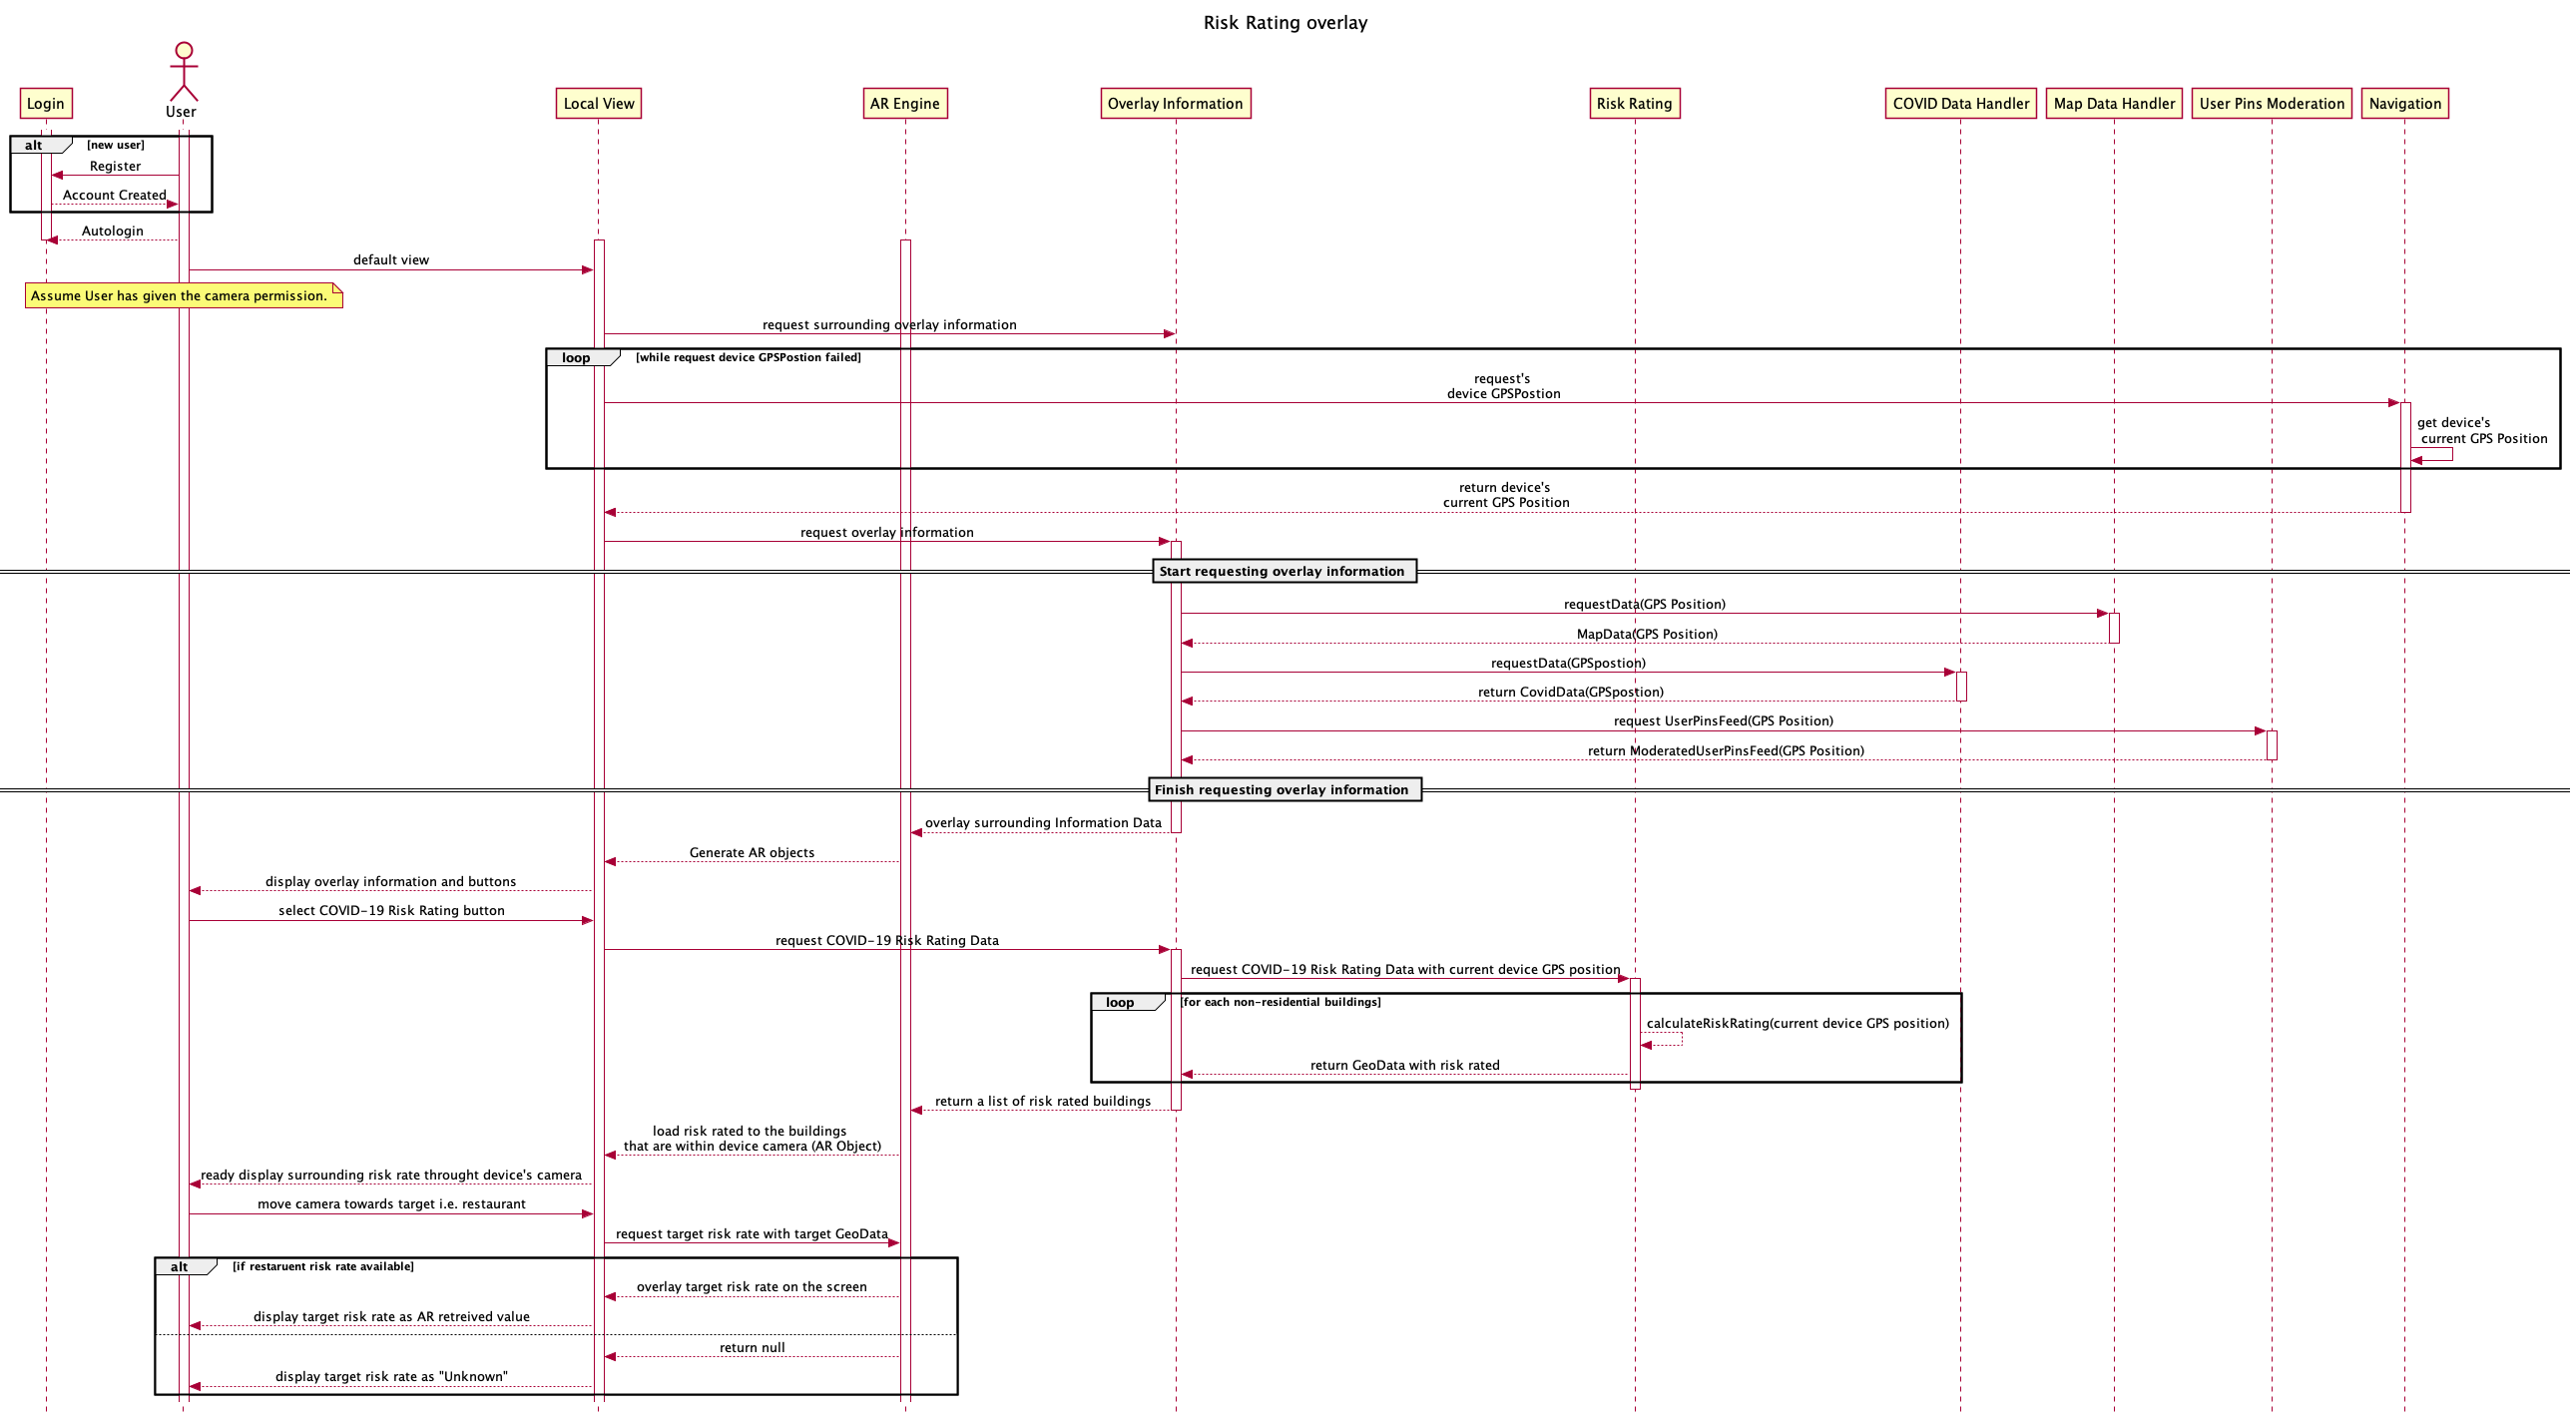 Risk Rating overlay
Login
User
Local View
AR Engine
Overlay Information
Risk Rating
COVID Data Handler
Map Data Handler
User Pins Moderation
Navigation
alt
[new user]
Register
Account Created
Autologin
default view
Assume User has given the camera permission.
request surrounding overlay information
loop
[while request device GPSPostion failed]
request's
device GPSPostion
get device's
current GPS Position
return device's
current GPS Position
request overlay information
Start requesting overlay information
requestData(GPS Position)
MapData(GPS Position)
requestData(GPSpostion)
return CovidData(GPSpostion)
request UserPinsFeed(GPS Position)
return ModeratedUserPinsFeed(GPS Position)
Finish requesting overlay information
overlay surrounding Information Data
Generate AR objects
display overlay information and buttons
select COVID-19 Risk Rating button
request COVID-19 Risk Rating Data
request COVID-19 Risk Rating Data with current device GPS position
loop
[for each non-residential buildings]
calculateRiskRating(current device GPS position)
return GeoData with risk rated
return a list of risk rated buildings
load risk rated to the buildings
that are within device camera (AR Object)
ready display surrounding risk rate throught device's camera
move camera towards target i.e. restaurant
request target risk rate with target GeoData
alt
[if restaruent risk rate available]
overlay target risk rate on the screen
display target risk rate as AR retreived value
return null
display target risk rate as "Unknown"